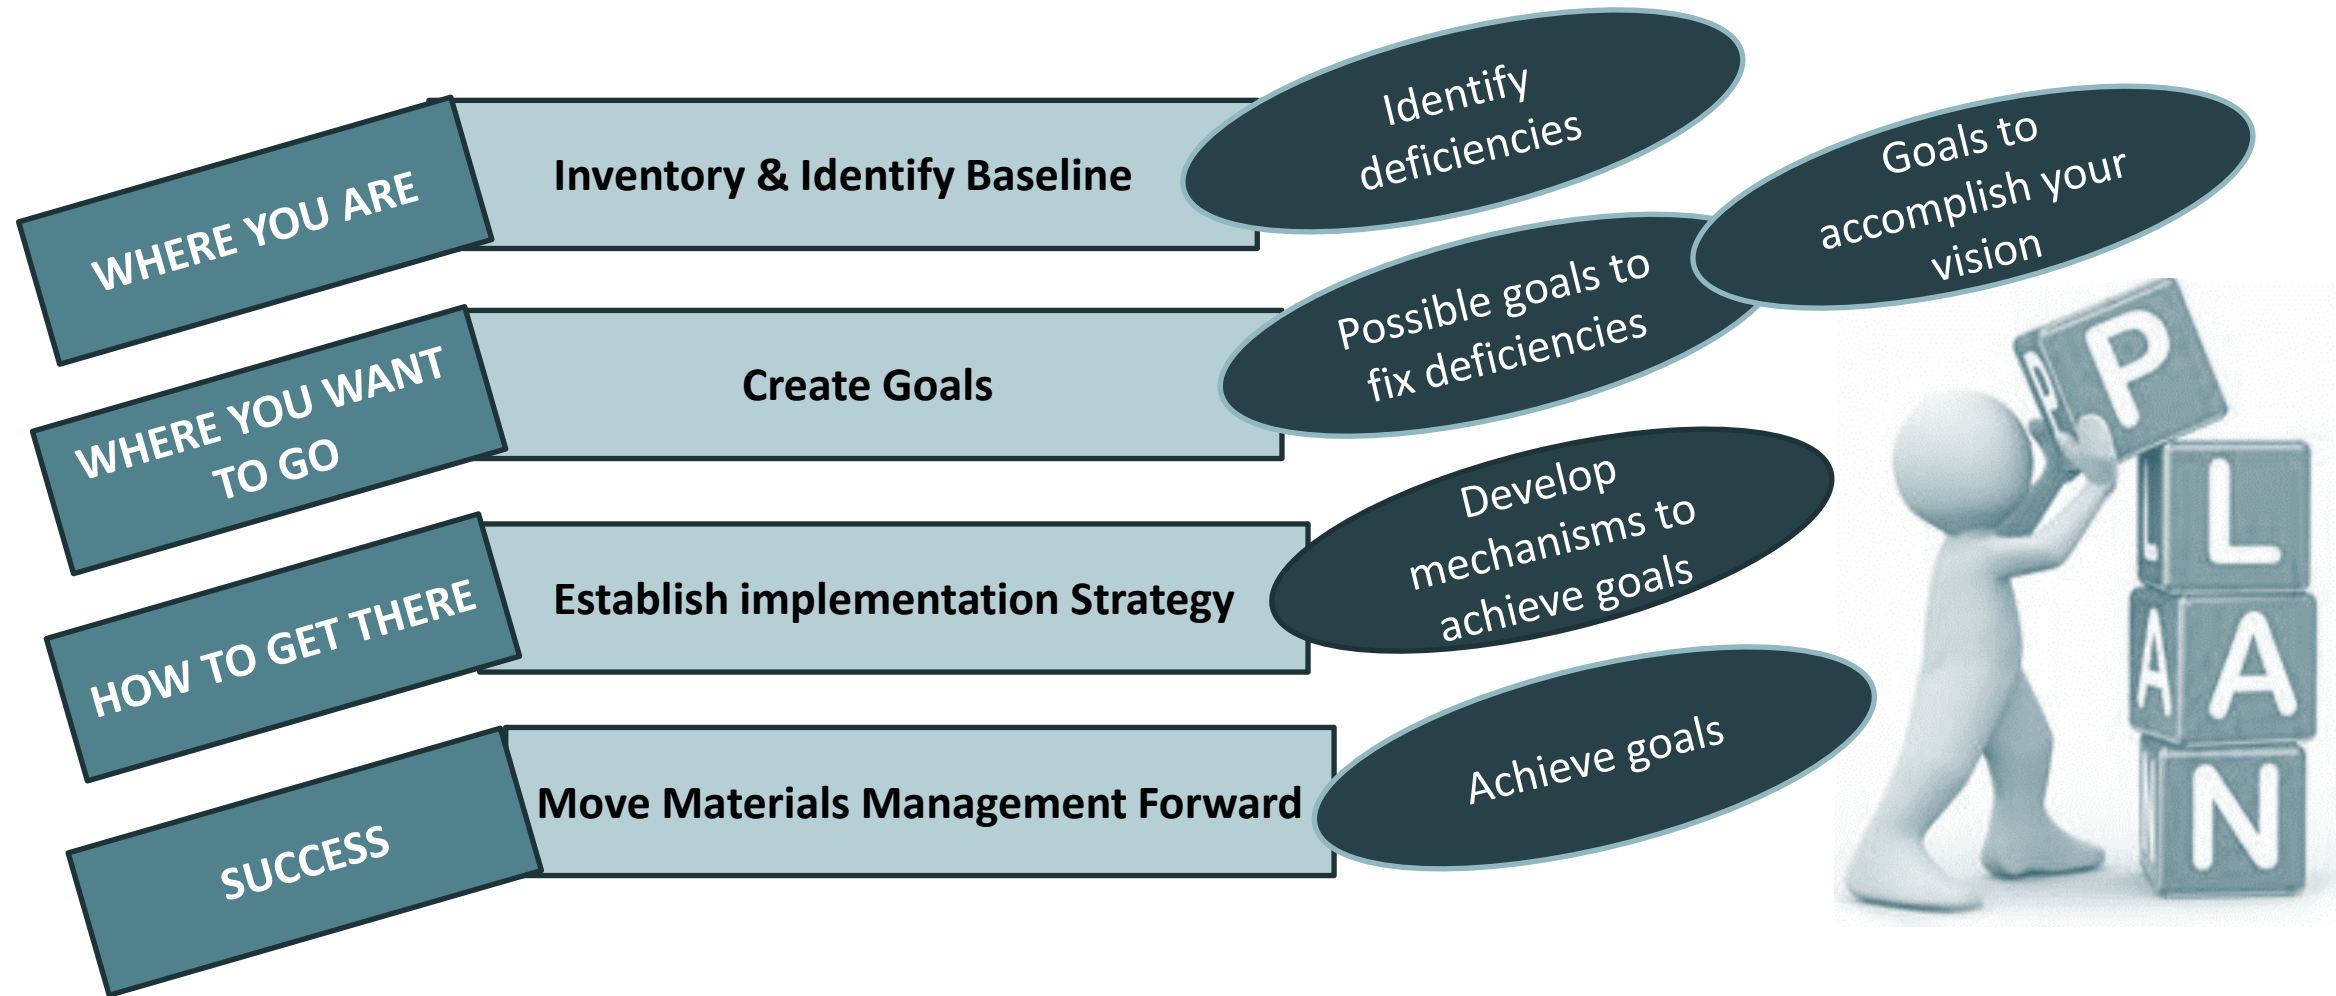 WHERE YOU ARE
Inventory & Identify Baseline
Identify
deficiencies
Goals to
accomplish your
vision
WHERE YOU WANT
TO GO
Create Goals
Possible goals to
fix deficiencies
HOW TO GET THERE
Establish implementation Strategy
Develop
mechanisms to
achieve goals
SUCCESS
Move Materials Management Forward
Achieve goals
P P
L L
A A
N